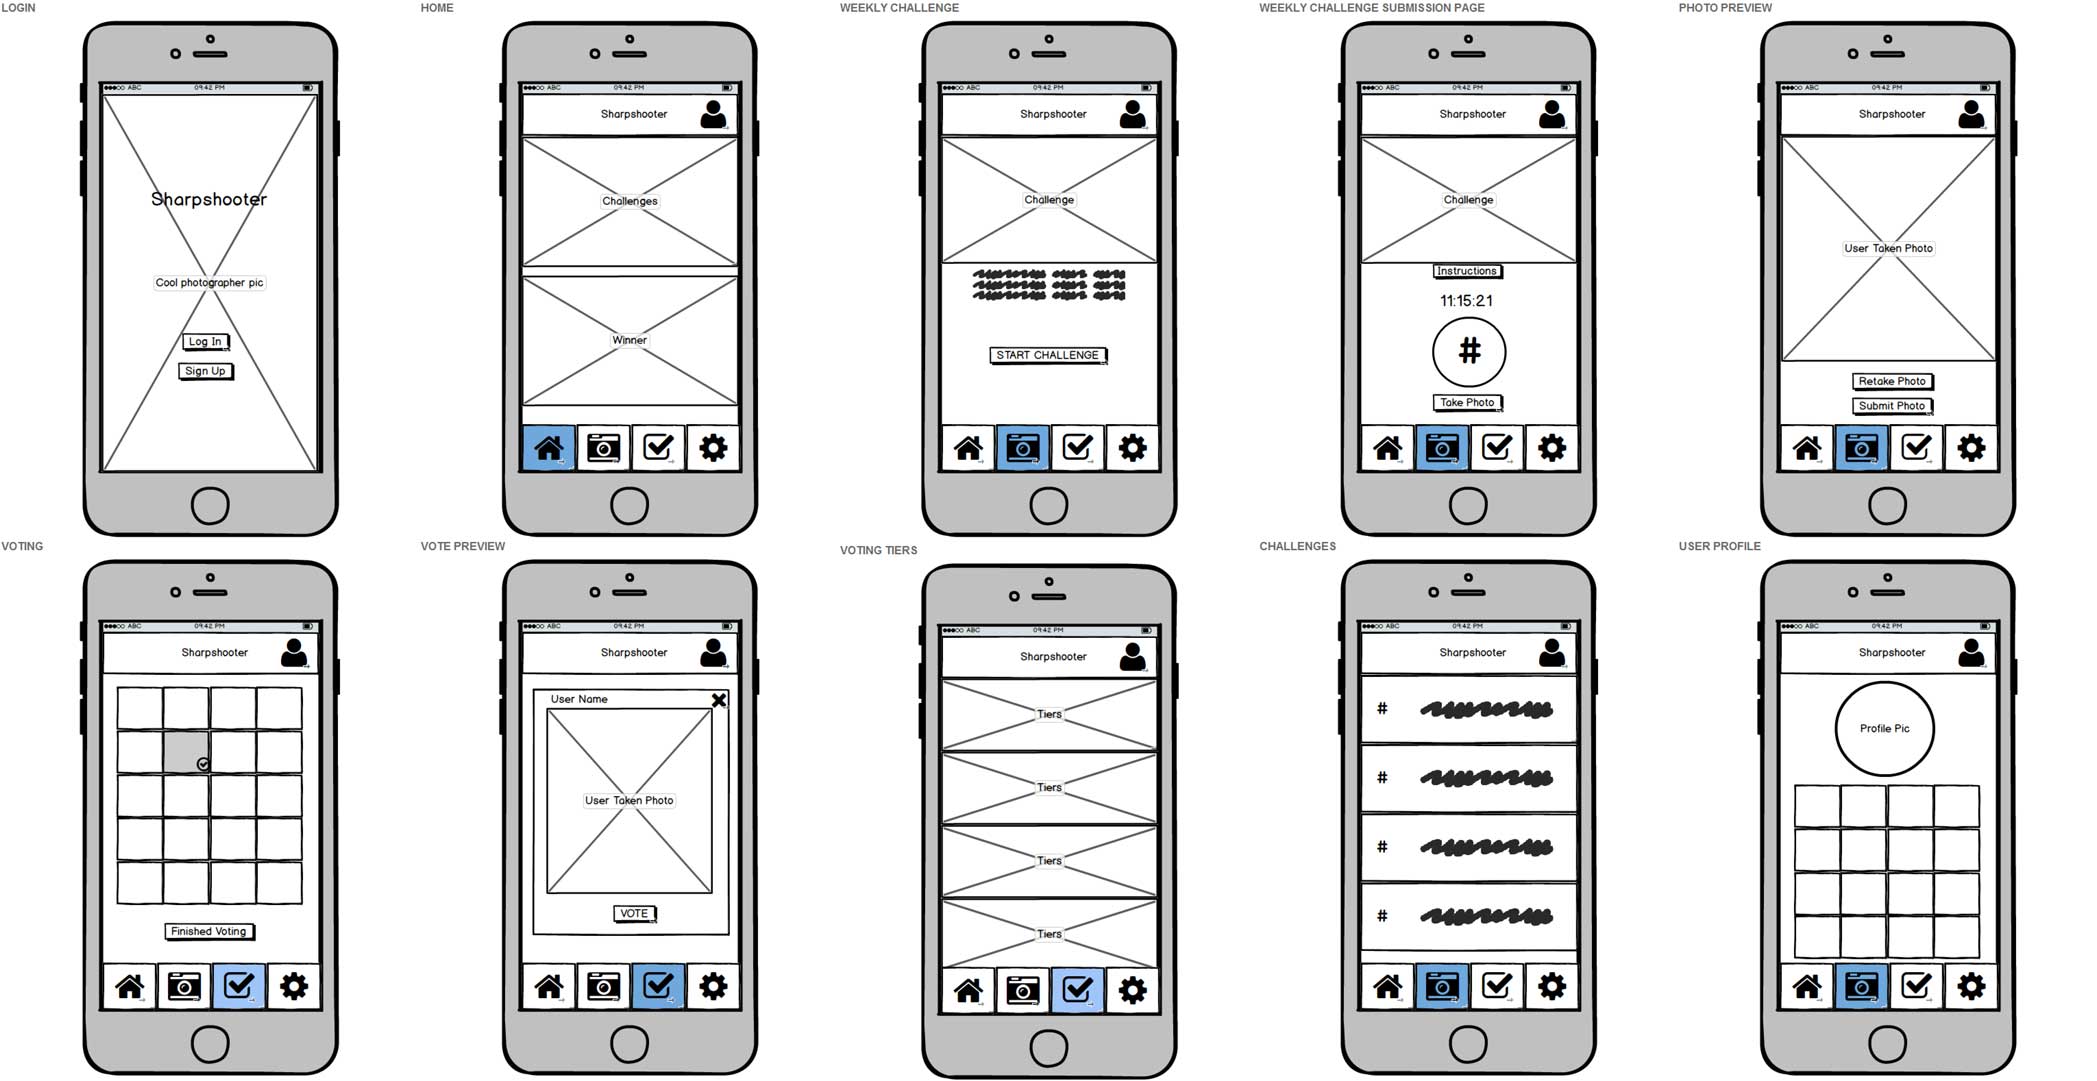 LOGIN
●●●○○ ABC 09:42 PM
Sharpshooter
Cool photographer pic
Log In
Sign Up
HOME
●●●○○ ABC 09:42 PM
Sharpshooter
Challenges
Winner
WEEKLY CHALLENGE
●●●○○ ABC 09:42 PM
Sharpshooter
Challenge
START CHALLENGE
WEEKLY CHALLENGE SUBMISSION PAGE
●●●○○ ABC 09:42 PM
Sharpshooter
Challenge
Instructions
11:15:21
#
Take Photo
PHOTO PREVIEW
●●●○○ ABC 09:42 PM
Sharpshooter
User Taken Photo
Retake Photo
Submit Photo
VOTING
●●●○○ ABC 09:42 PM
Sharpshooter
Finished Voting
VOTE PREVIEW
●●●○○ ABC 09:42 PM
Sharpshooter
User Name
User Taken Photo
VOTE
VOTING TIERS
●●●○○ ABC 09:42 PM
Sharpshooter
Tiers
Tiers
Tiers
Tiers
CHALLENGES
●●●○○ ABC 09:42 PM
Sharpshooter
#
#
#
#
USER PROFILE
●●●○○ ABC 09:42 PM
Sharpshooter
Profile Pic